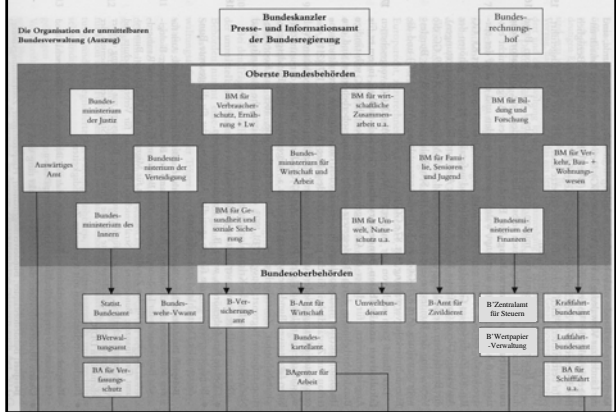 Die Organisation der unmittelbaren
Bundesverwaltung (Auszug)
Bundeskanzler
Presse- und Informationsamt
der Bundesregierung
Bundes-
rechnungs-
hof
Oberste Bundesbehörden
Bundes-
ministerium
der Justiz
BM für
Verbraucher-
schutz, Ernäh-
rung + Lw
BM für wirt-
schaftliche
Zusammen-
arbeit u.a.
BM für Bil-
dung und
Forschung
Auswärtiges
Amt
Bundesmi-
nisterium der
Verteidigung
Bundes-
ministerium für
Wirtschaft und
Arbeit
BM für Fami-
lie, Senioren
und Jugend
BM für Ver-
kehr, Bau- +
Wohnungs-
wesen
Bundes-
ministerium des
Innern
BM für Ge-
sundheit und
soziale Siche-
rung
BM für Um-
welt, Natur-
schutz u.a.
Bundesmi-
nisterium der
Finanzen
Bundesoberbehörden
Statist.
Bundesamt
Bundes-
wehr-Vwamt
B-Ver-
sicherungs-
amt
B-Amt für
Wirtschaft
Umweltbun-
desamt
B-Amt für
Zivildienst
B´Zentralamt
für Steuern
Kraftfahrt-
bundesamt
BVerwal-
tungsamt
Bundes-
kartellamt
B´Wertpapier
-Verwaltung
Luftfahrt-
bundesamt
BA für Ver-
fassungs-
schutz
BAgentur für
Arbeit
BA für
Schifffahrt
u.a.